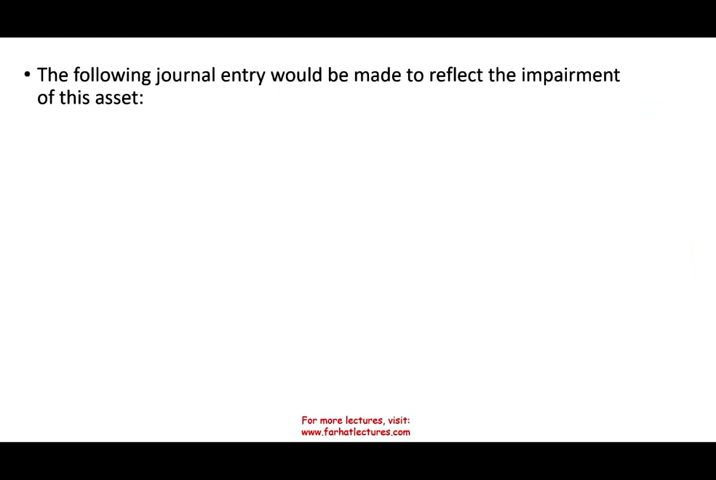 • The following journal entry would be made to reflect the impairment
of this asset:
For more lectures, visit:
www.farhatlectures.com